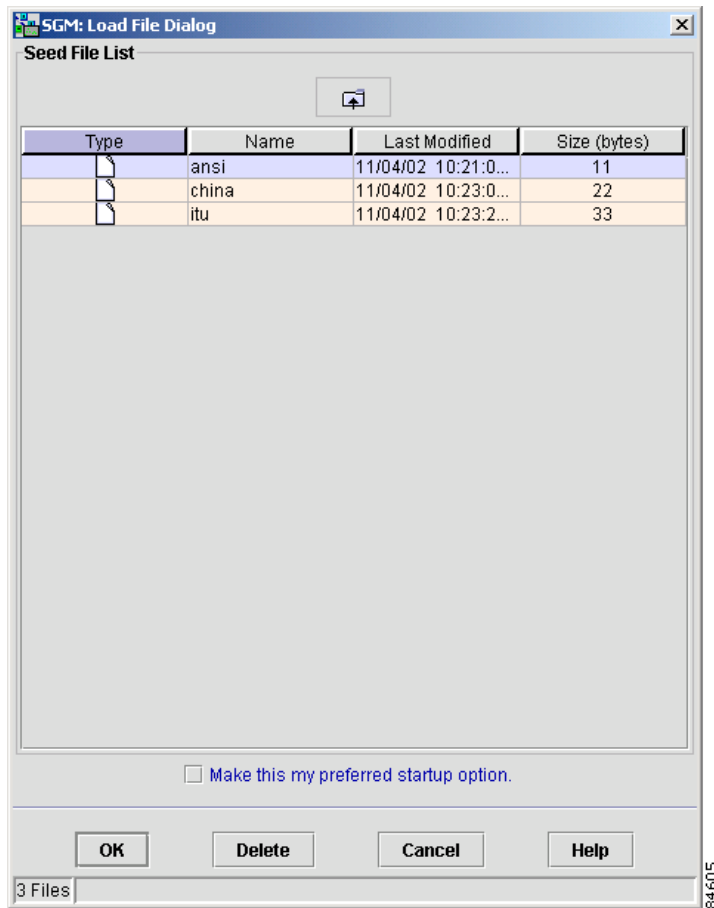 SGM: Load File Dialog
Seed File List
Type Name Last Modified Size (bytes)
ansi 11/04/02 10:21:0... 11
china 11/04/02 10:23:0... 22
itu 11/04/02 10:23:2... 33
Make this my preferred startup option.
OK Delete Cancel Help
3 Files
84605